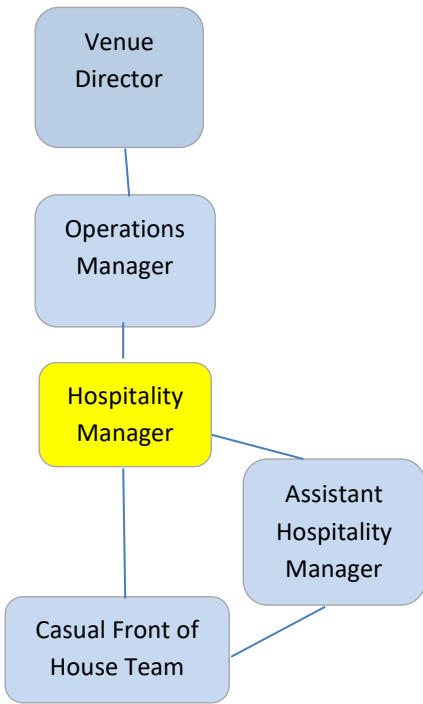 Venue
Director
Operations
Manager
Hospitality
Manager
Assistant
Hospitality
Manager
Casual Front of
House Team